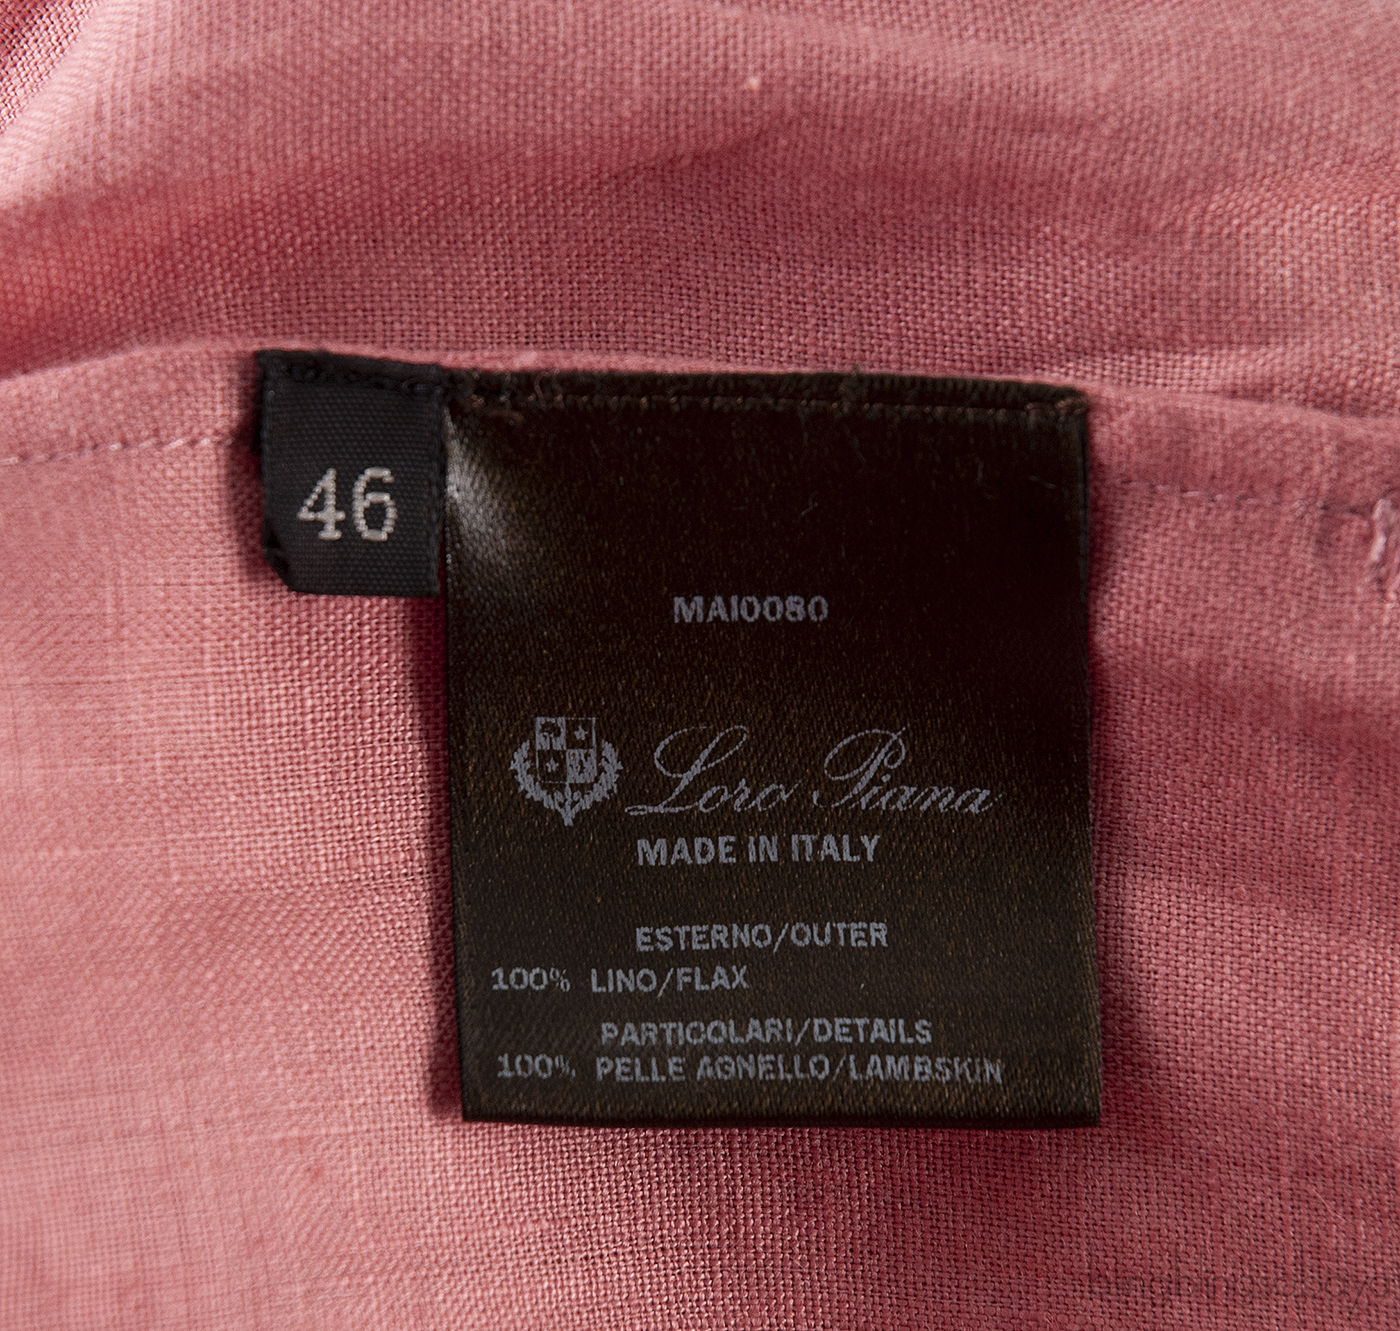 46
MAI0080
Loro Piana
MADE IN ITALY
ESTERNO/OUTER
100% LINO/FLAX
PARTICOLARI/DETAILS
100% PELLE AGNELLO/LAMBSKIN